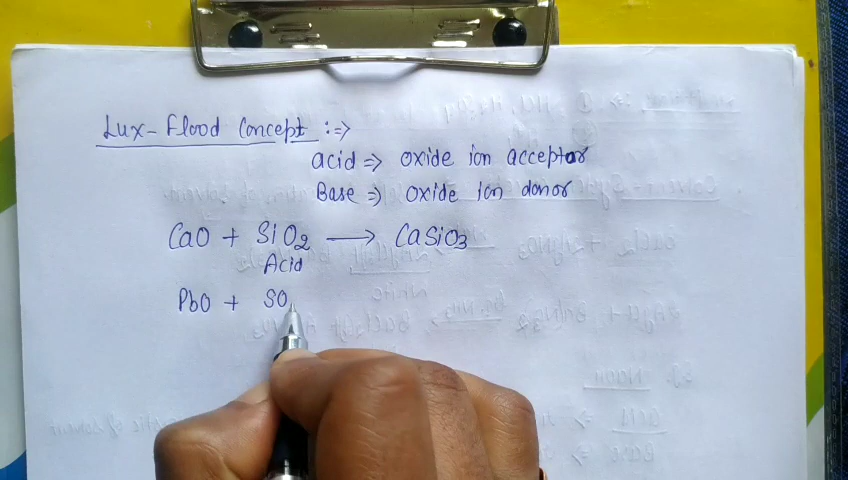 Lux-Flood Concept :⇒
acid ⇒ oxide ion acceptor
Base ⇒ oxide ion donor
CaO + SiO₂ ⟶ CaSiO₃
Acid
PbO + SO